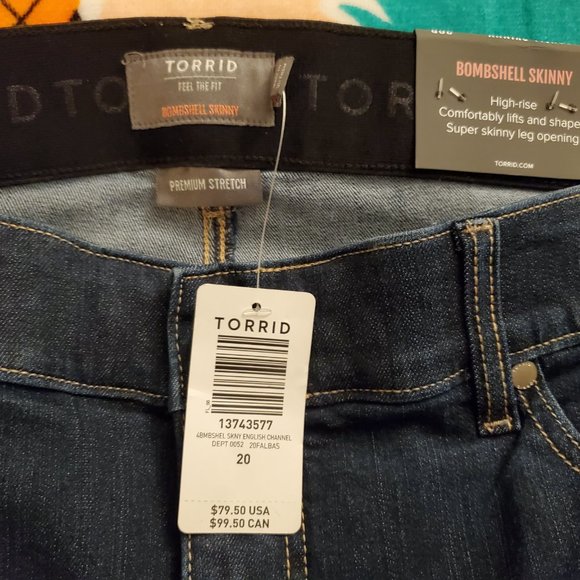 TORRID
FEEL THE FIT
BOMBSHELL SKINNY
DTO
TOR
PREMIUM STRETCH
BOMBSHELL SKINNY
High-rise
Comfortably lifts and shape
Super skinny leg opening
TORRID.COM
TORRID
13743577
4BMBSHEL SKNY ENGLISH CHANNEL
DEPT 0052 20FALBAS
20
$79.50 USA
$99.50 CAN